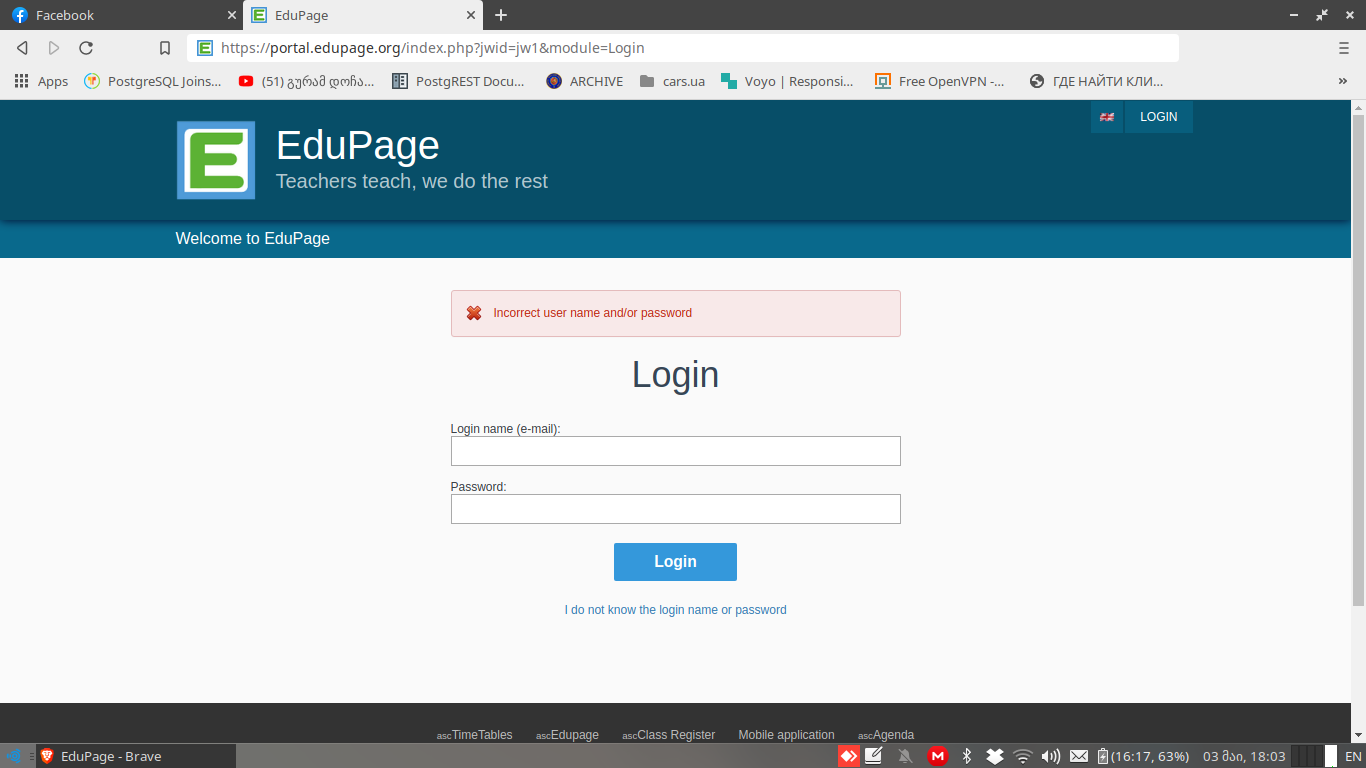 Facebook
EduPage
https://portal.edupage.org/index.php?jwid=jw1&module=Login
Apps
PostgreSQL Joins...
(51) გურამ დოჩა...
PostgREST Docu...
ARCHIVE
cars.ua
Voyo | Responsi...
Free OpenVPN -...
ГДЕ НАЙТИ КЛИ...
»
LOGIN
EduPage
Teachers teach, we do the rest
Welcome to EduPage
Incorrect user name and/or password
Login
Login name (e-mail):
Password:
Login
I do not know the login name or password
ascTimeTables
ascEdupage
ascClass Register
Mobile application
ascAgenda
EduPage - Brave
(16:17, 63%)
03 მაი, 18:03
EN